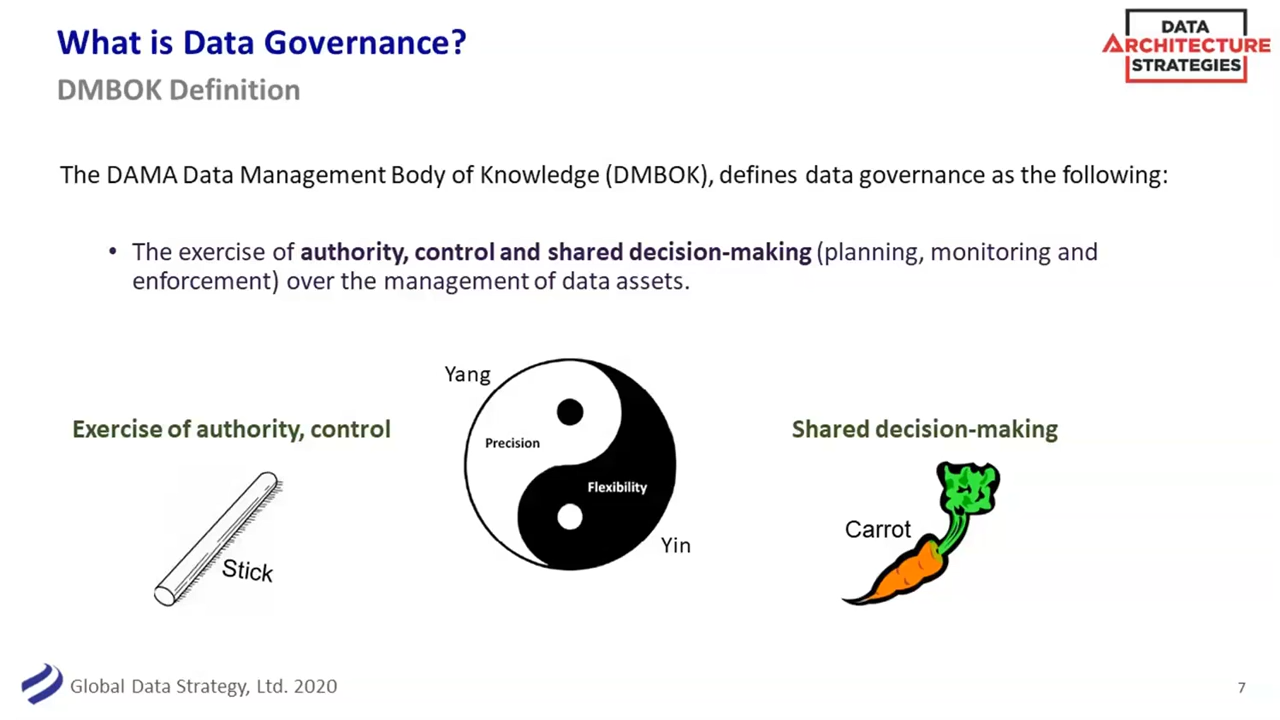 What is Data Governance?
DMBOK Definition
DATA
ARCHITECTURE
STRATEGIES
The DAMA Data Management Body of Knowledge (DMBOK), defines data governance as the following:
• The exercise of authority, control and shared decision-making (planning, monitoring and
enforcement) over the management of data assets.
Yang
Exercise of authority, control
Shared decision-making
Precision
Flexibility
Carrot
Yin
Stick
Global Data Strategy, Ltd. 2020
7